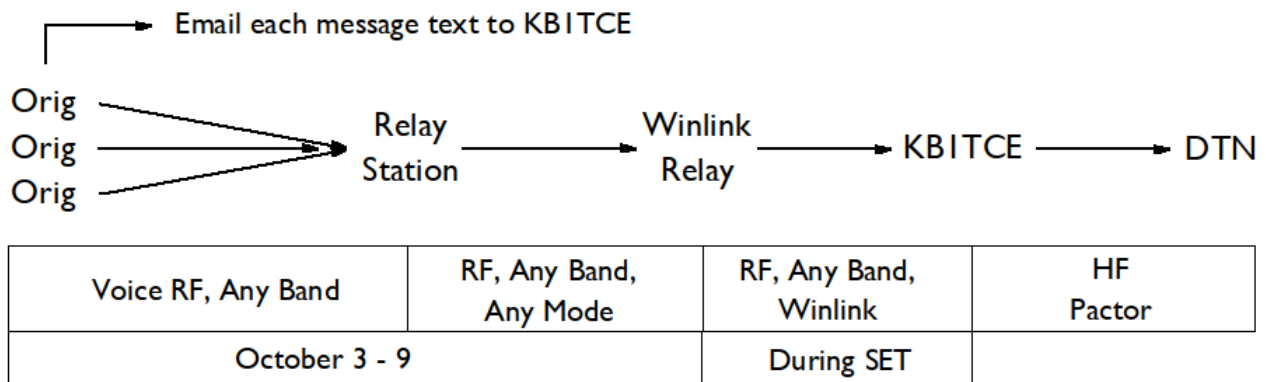 Email each message text to KB1TCE
Orig
Orig
Orig
Relay
Station
Winlink
Relay
KB1TCE
DTN
Voice RF, Any Band
RF, Any Band,
Any Mode
RF, Any Band,
Winlink
HF
Pactor
October 3 - 9
During SET